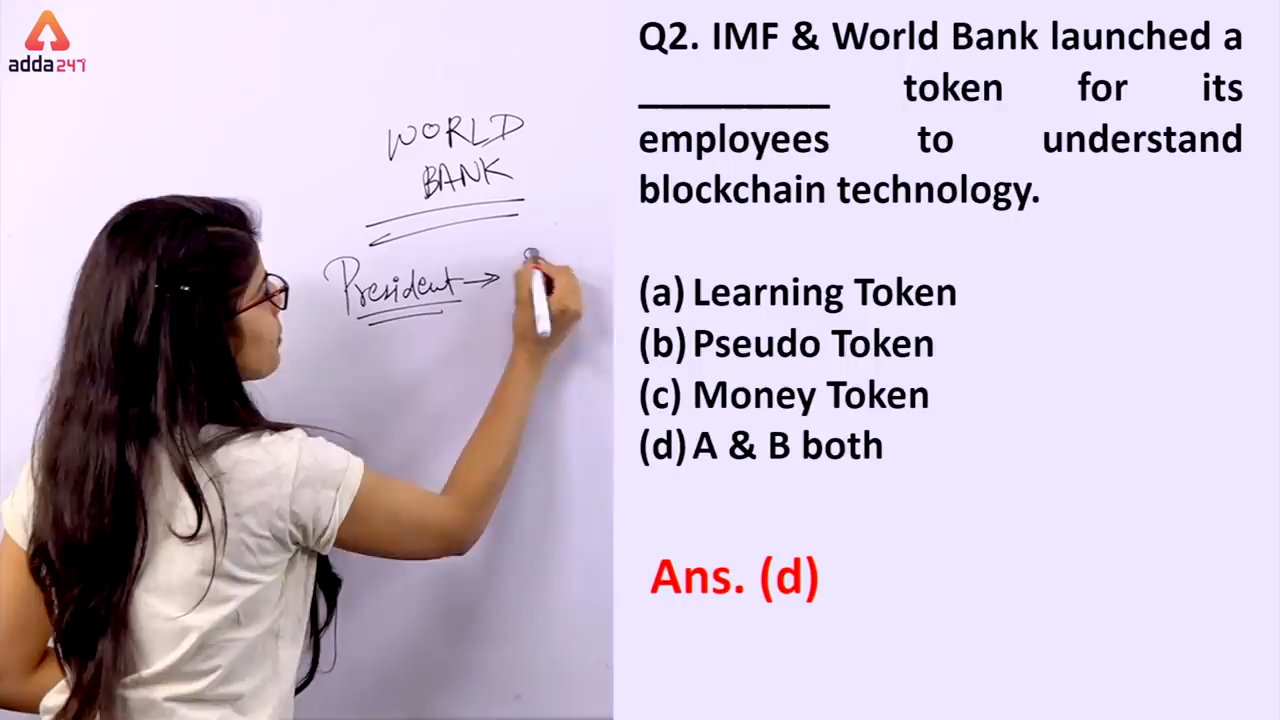 adda247
WORLD
BANK
President →
Q2. IMF & World Bank launched a
_________ token for its
employees to understand
blockchain technology.
(a) Learning Token
(b) Pseudo Token
(c) Money Token
(d) A & B both
Ans. (d)